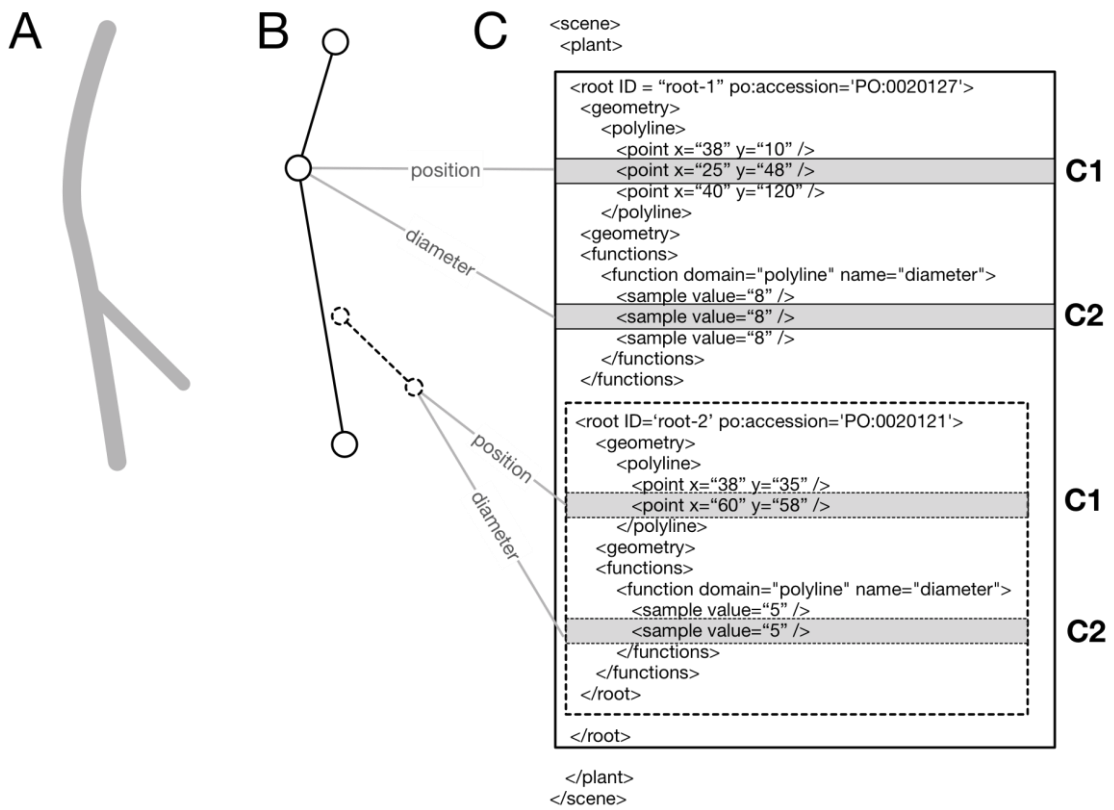 A
B
C
<scene>
<plant>
<root ID = “root-1” po:accession='PO:0020127'>
<geometry>
<polyline>
<point x=“38” y=“10” />
position
<point x=“25” y=“48” />
C1
<point x=“40” y=“120” />
</polyline>
<geometry>
<functions>
diameter
<function domain="polyline" name="diameter">
<sample value=“8” />
<sample value=“8” />
C2
<sample value=“8” />
</functions>
</functions>
<root ID=‘root-2’ po:accession='PO:0020121'>
<geometry>
<polyline>
position
<point x=“38” y=“35” />
<point x=“60” y=“58” />
C1
</polyline>
diameter
<geometry>
<functions>
<function domain="polyline" name="diameter">
<sample value=“5” />
<sample value=“5” />
C2
</functions>
</functions>
</root>
</root>
</plant>
</scene>